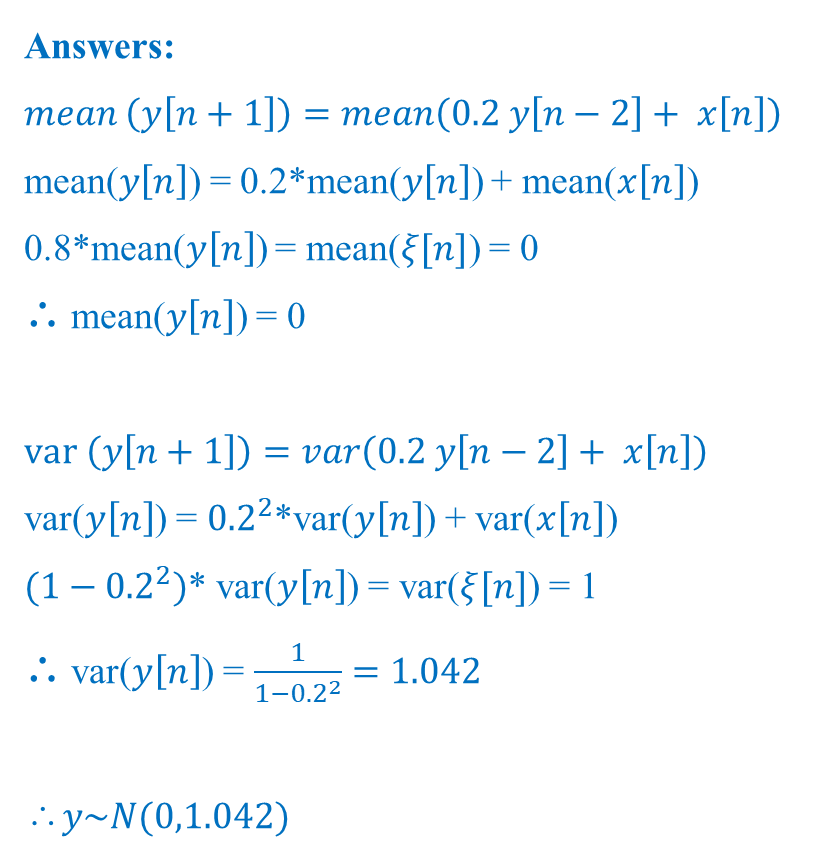 Answers:
𝑚𝑒𝑎𝑛 (𝑦[𝑛 + 1]) = 𝑚𝑒𝑎𝑛(0.2 𝑦[𝑛 − 2] + 𝑥[𝑛])
mean(𝑦[𝑛]) = 0.2*mean(𝑦[𝑛]) + mean(𝑥[𝑛])
0.8*mean(𝑦[𝑛]) = mean(𝜉[𝑛]) = 0
∴ mean(𝑦[𝑛]) = 0
var (𝑦[𝑛 + 1]) = 𝑣𝑎𝑟(0.2 𝑦[𝑛 − 2] + 𝑥[𝑛])
var(𝑦[𝑛]) = 0.2²*var(𝑦[𝑛]) + var(𝑥[𝑛])
(1 − 0.2²)* var(𝑦[𝑛]) = var(𝜉[𝑛]) = 1
∴ var(𝑦[𝑛]) = 1/(1−0.2²) = 1.042
∴ 𝑦~𝑁(0,1.042)